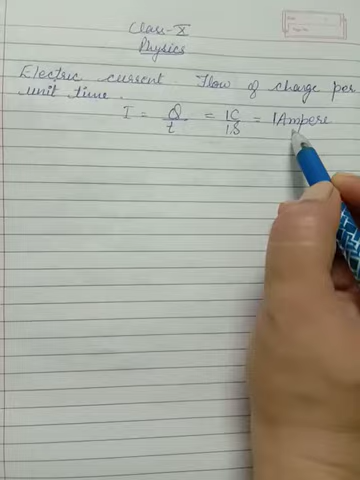 Class-X
Physics
Electric current Flow of charge per
unit time.
I = Q/t = 1C/1S = 1Ampere